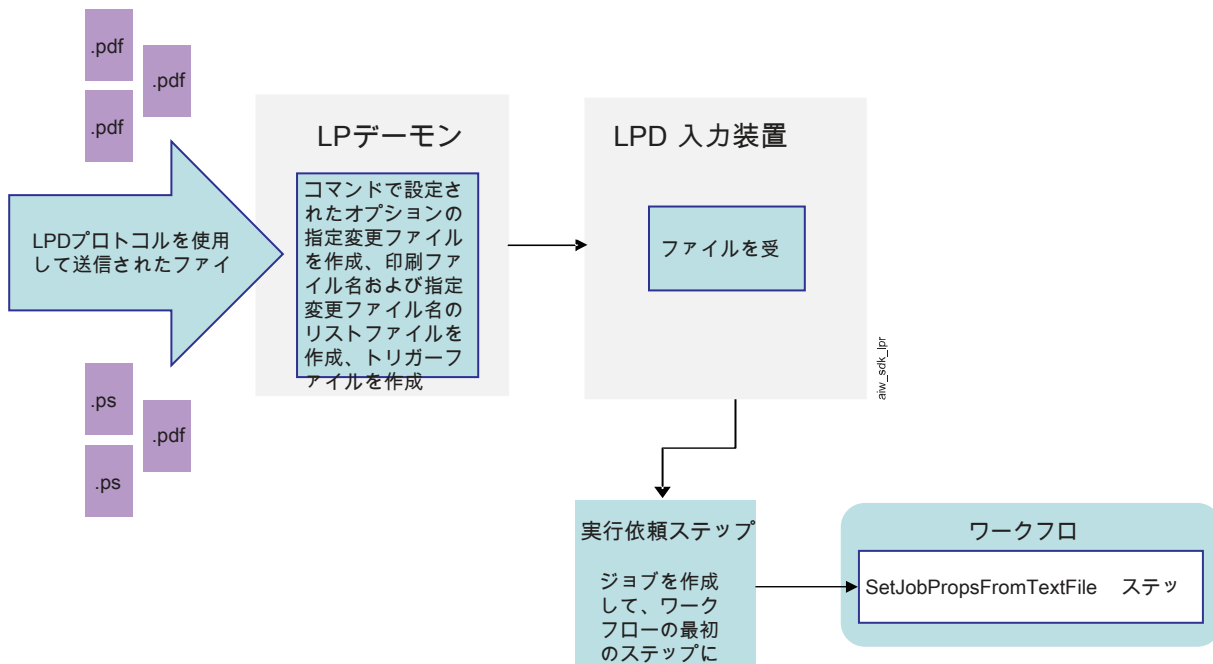 .pdf
.pdf
.pdf
LPDプロトコルを使用
して送信されたファイ
.ps
.pdf
.ps
LPデーモン
コマンドで設定さ
れたオプションの
指定変更ファイル
を作成、印刷ファ
イル名および指定
変更ファイル名の
リストファイルを
作成、トリガーフ
ァイルを作成
LPD 入力装置
ファイルを受
aiw_sdk_lpr
実行依頼ステップ
ジョブを作成
して、ワーク
フローの最初
のステップに
ワークフロ
SetJobPropsFromTextFile ステッ